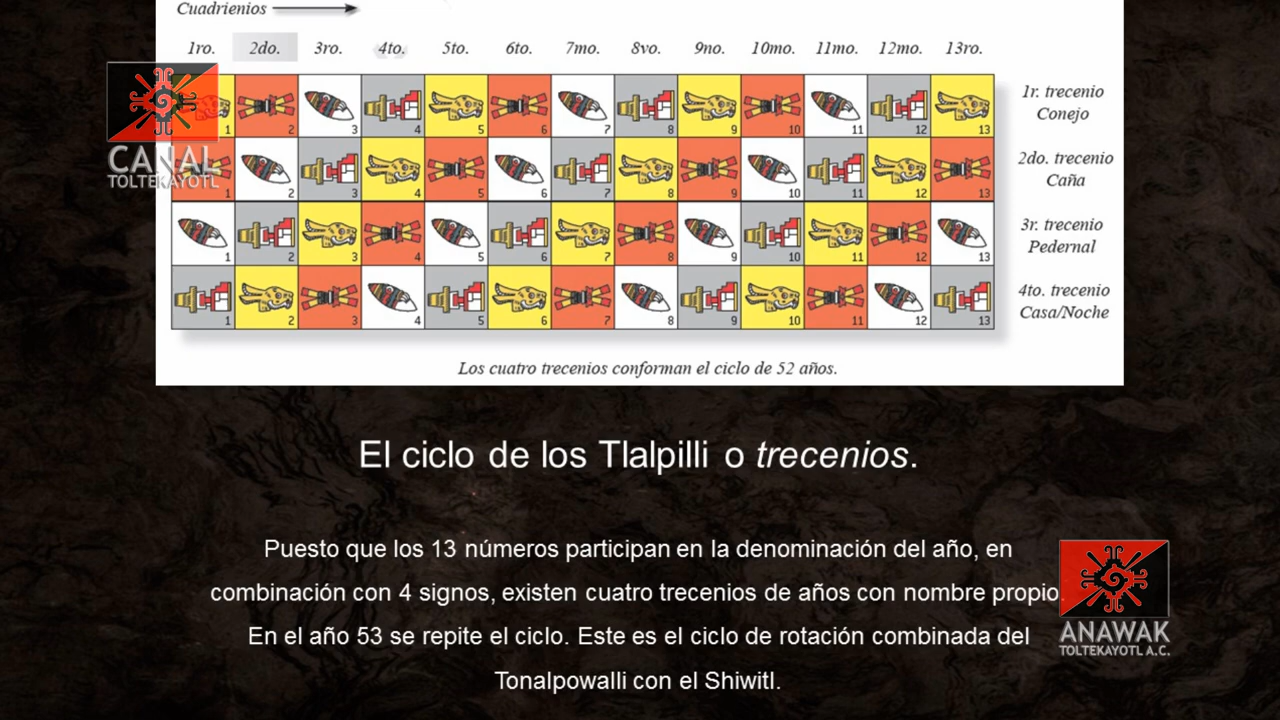 Cuadrienios
1ro. 2do. 3ro. 4to. 5to. 6to. 7mo. 8vo. 9no. 10mo. 11mo. 12mo. 13ro.
1 2 3 4 5 6 7 8 9 10 11 12 13
1r. trecenio
Conejo
1 2 3 4 5 6 7 8 9 10 11 12 13
2do. trecenio
Caña
1 2 3 4 5 6 7 8 9 10 11 12 13
3r. trecenio
Pedernal
1 2 3 4 5 6 7 8 9 10 11 12 13
4to. trecenio
Casa/Noche
CANAL
TOLTEKAYOTL
Los cuatro trecenios conforman el ciclo de 52 años.
El ciclo de los Tlalpilli o trecenios.
Puesto que los 13 números participan en la denominación del año, en
combinación con 4 signos, existen cuatro trecenios de años con nombre propio.
En el año 53 se repite el ciclo. Este es el ciclo de rotación combinada del
Tonalpowalli con el Shiwitl.
ANAWAK
TOLTEKAYOTL A.C.